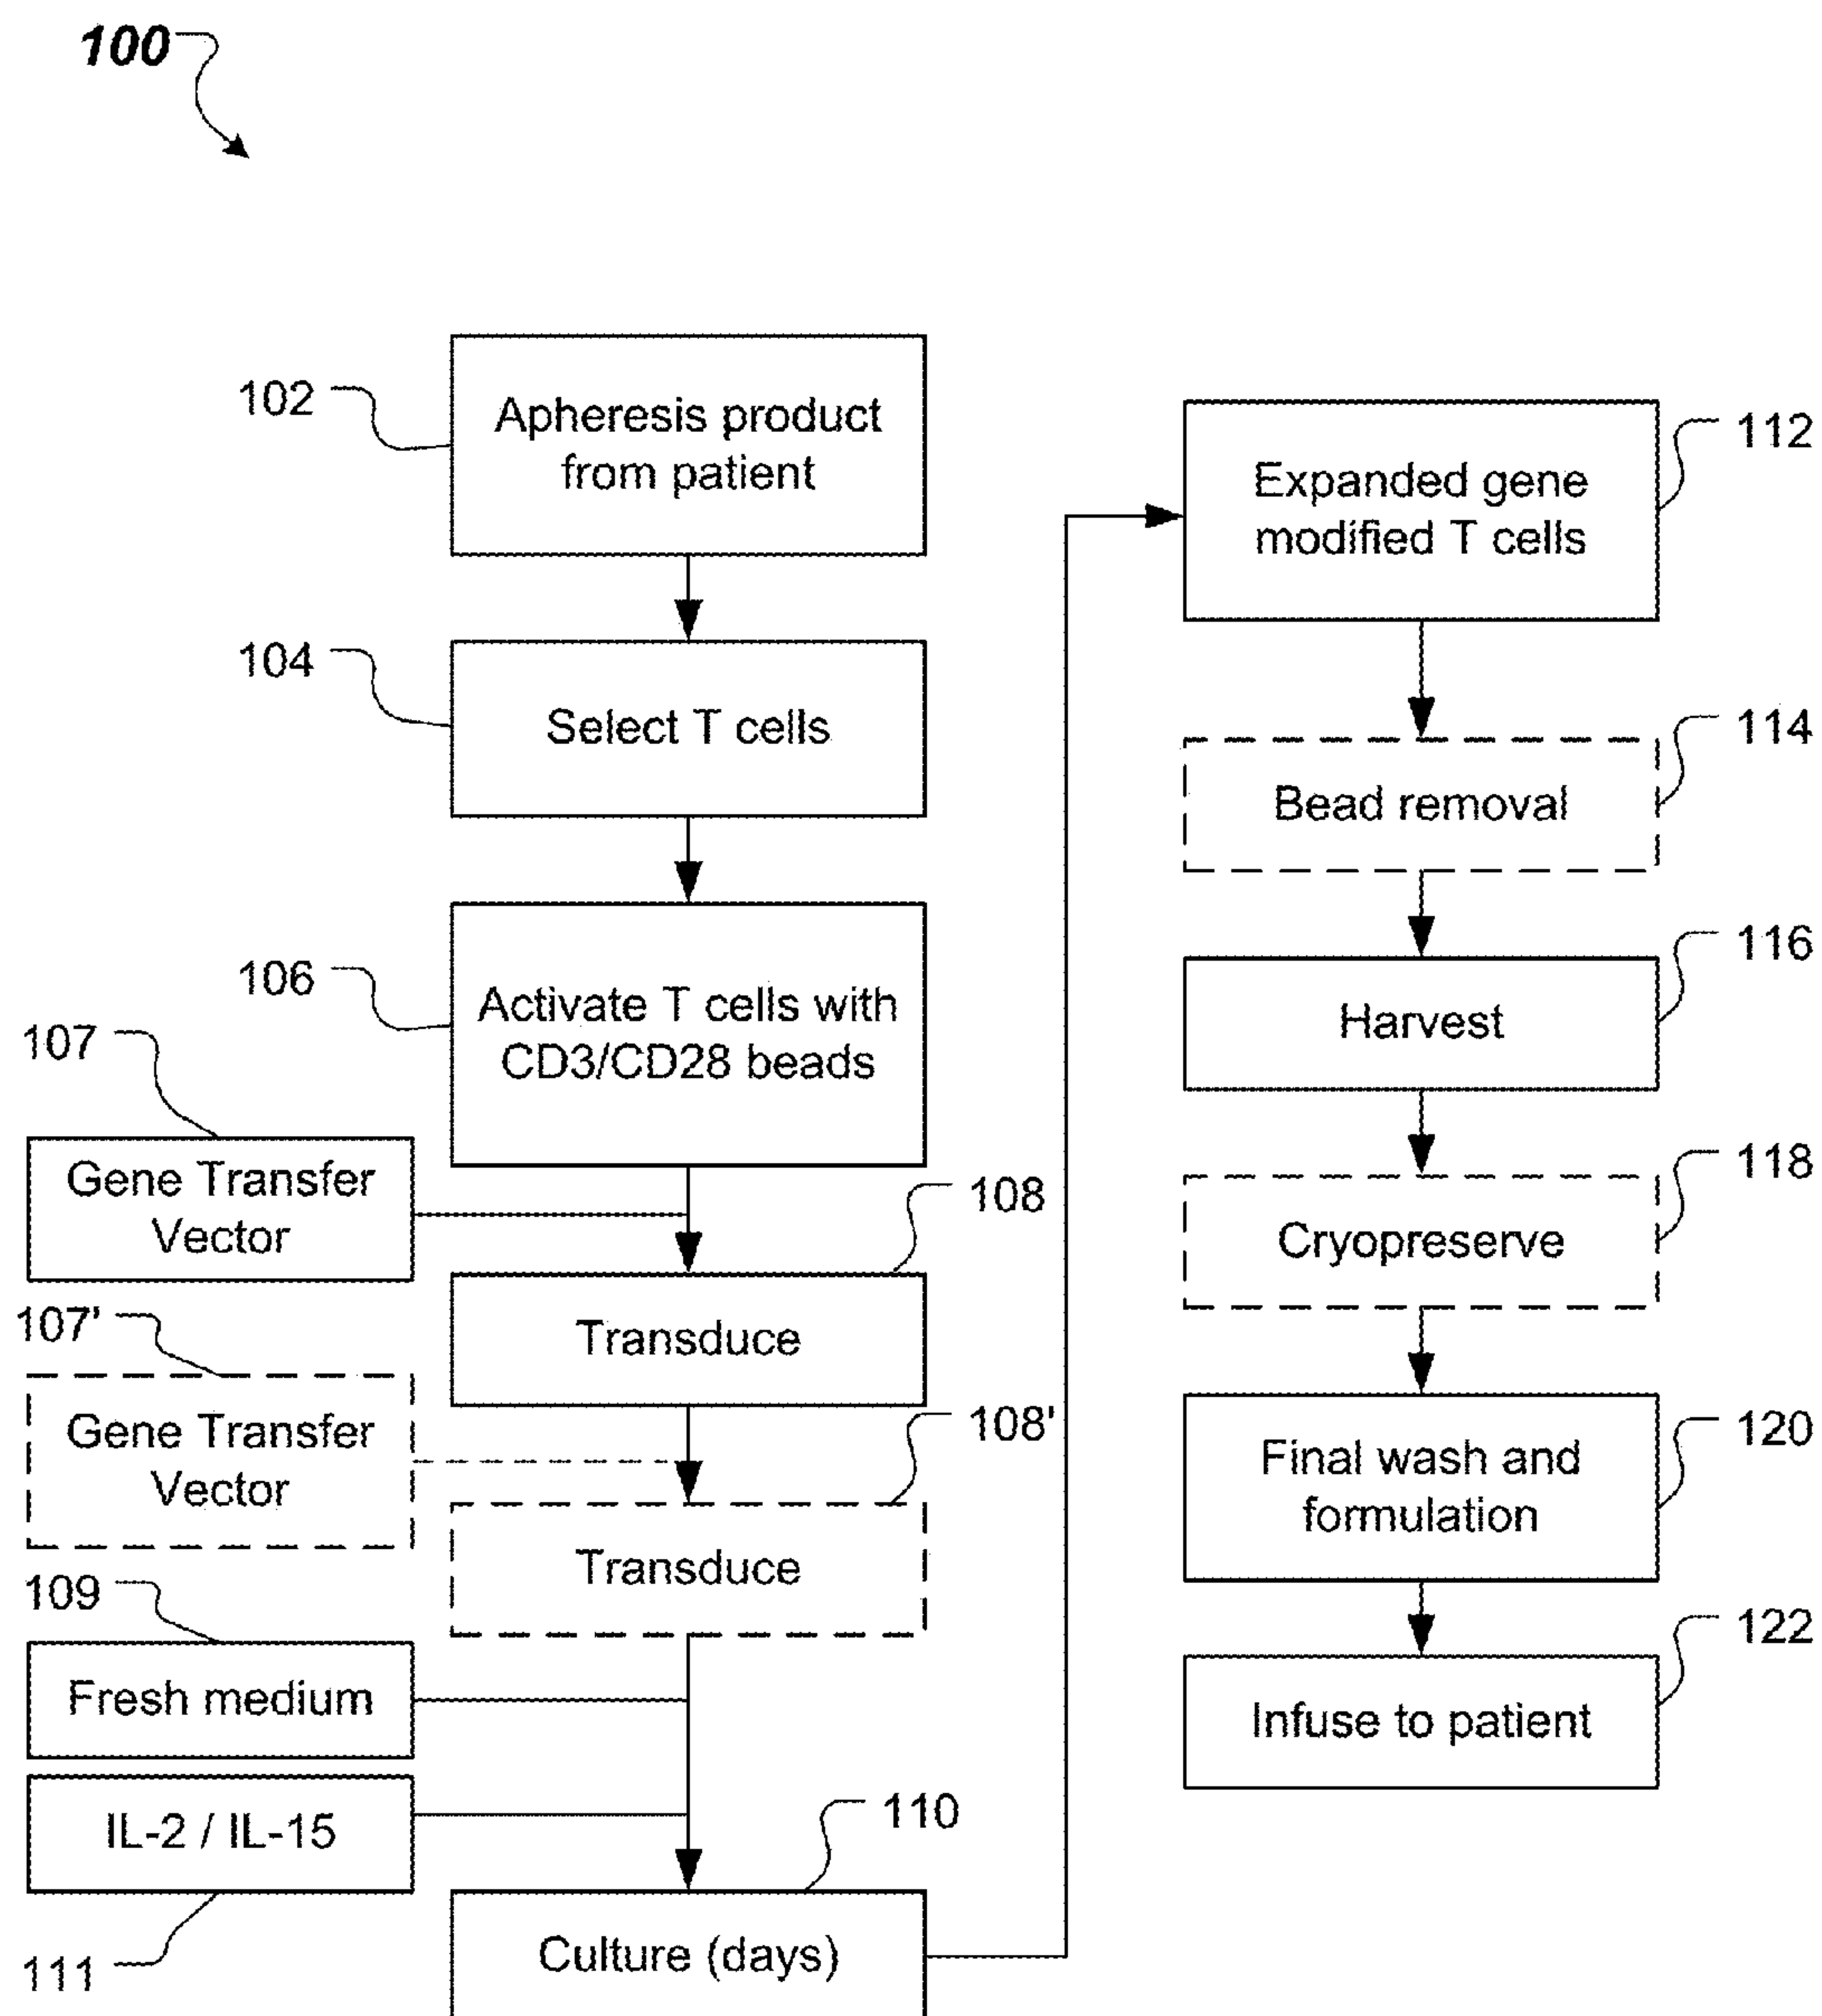 100
102
Apheresis product
from patient
104
Select T cells
106
Activate T cells with
CD3/CD28 beads
107
Gene Transfer
Vector
108
Transduce
107'
Gene Transfer
Vector
108'
Transduce
109
Fresh medium
IL-2 / IL-15
111
110
Culture (days)
112
Expanded gene
modified T cells
114
Bead removal
116
Harvest
118
Cryopreserve
120
Final wash and
formulation
122
Infuse to patient